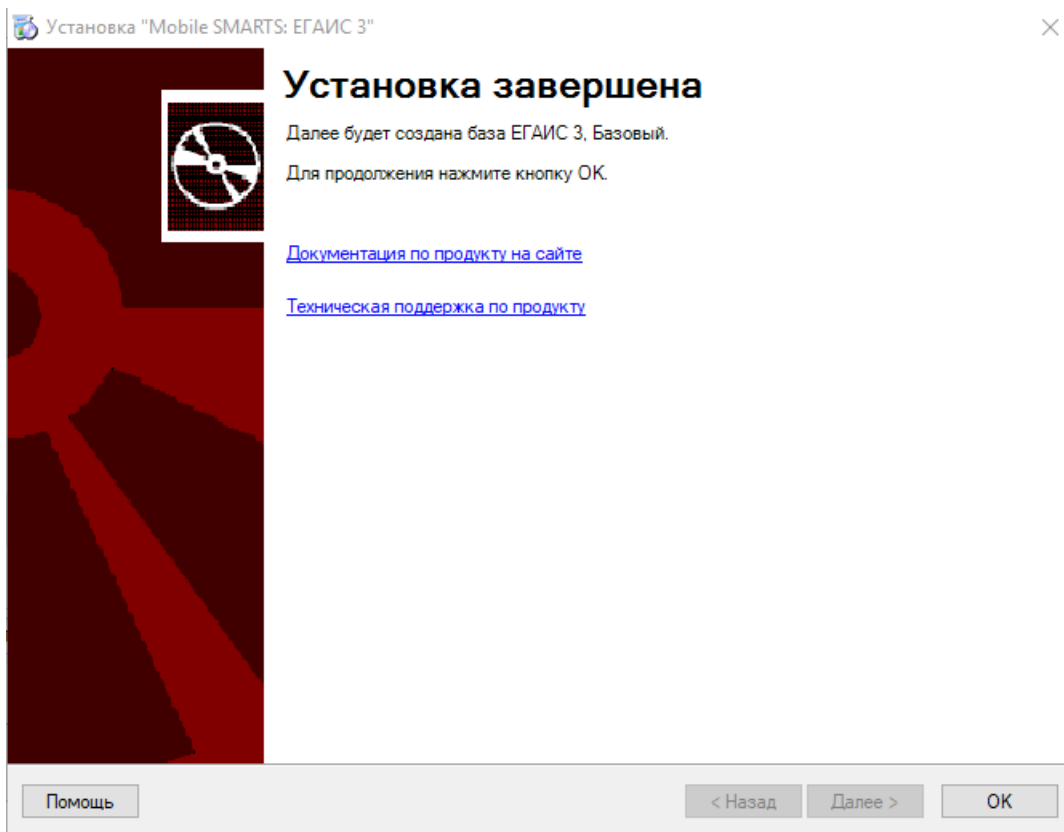 Установка "Mobile SMARTS: ЕГАИС 3"
Установка завершена
Далее будет создана база ЕГАИС 3, Базовый.
Для продолжения нажмите кнопку ОК.
Документация по продукту на сайте
Техническая поддержка по продукту
Помощь
< Назад
Далее >
ОК